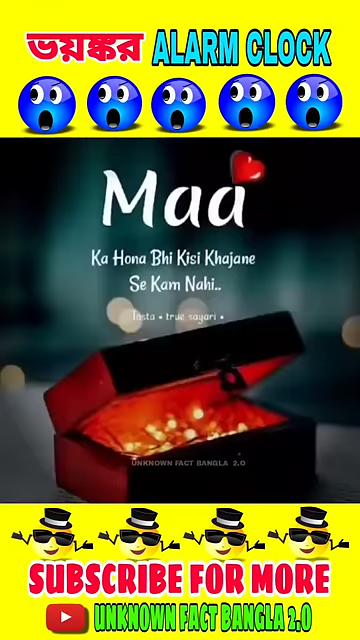 ভয়ঙ্কর ALARM CLOCK
Maa
Ka Hona Bhi Kisi Khajane
Se Kam Nahi..
Insta • true sayari •
UNKNOWN FACT BANGLA 2.O
SUBSCRIBE FOR MORE
UNKNOWN FACT BANGLA 2.0